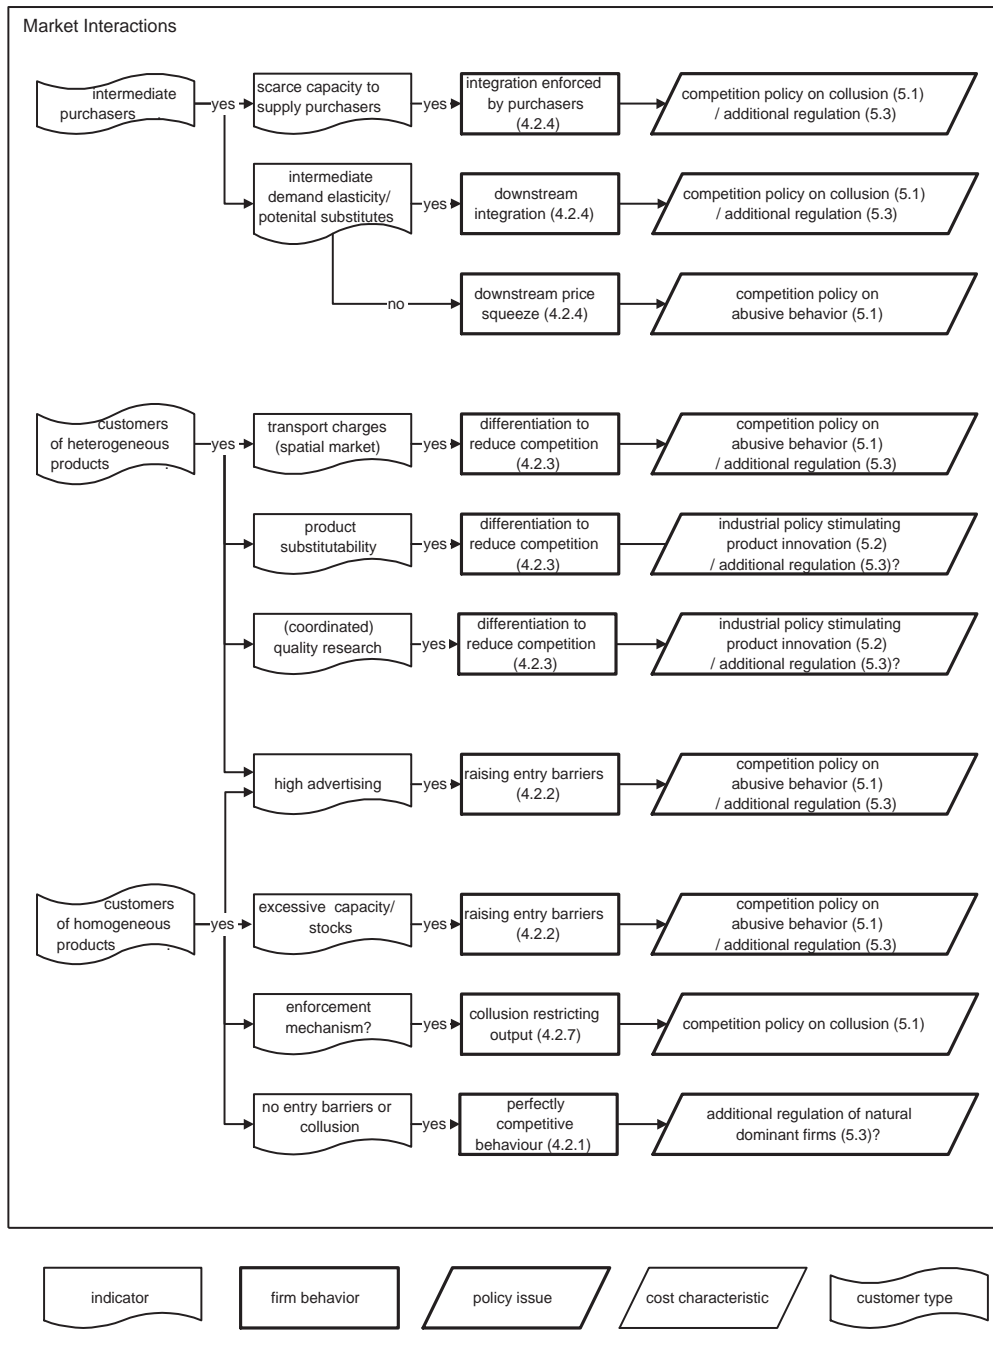 Market Interactions
intermediate
purchasers
yes
scarce capacity to
supply purchasers
yes
integration enforced
by purchasers
(4.2.4)
competition policy on collusion (5.1)
/ additional regulation (5.3)
intermediate
demand elasticity/
potenital substitutes
yes
downstream
integration (4.2.4)
competition policy on collusion (5.1)
/ additional regulation (5.3)
no
downstream price
squeeze (4.2.4)
competition policy on
abusive behavior (5.1)
customers
of heterogeneous
products
yes
transport charges
(spatial market)
yes
differentiation to
reduce competition
(4.2.3)
competition policy on
abusive behavior (5.1)
/ additional regulation (5.3)
product
substitutability
yes
differentiation to
reduce competition
(4.2.3)
industrial policy stimulating
product innovation (5.2)
/ additional regulation (5.3)?
(coordinated)
quality research
yes
differentiation to
reduce competition
(4.2.3)
industrial policy stimulating
product innovation (5.2)
/ additional regulation (5.3)?
high advertising
yes
raising entry barriers
(4.2.2)
competition policy on
abusive behavior (5.1)
/ additional regulation (5.3)
customers
of homogeneous
products
yes
excessive capacity/
stocks
yes
raising entry barriers
(4.2.2)
competition policy on
abusive behavior (5.1)
/ additional regulation (5.3)
enforcement
mechanism?
yes
collusion restricting
output (4.2.7)
competition policy on collusion (5.1)
no entry barriers or
collusion
yes
perfectly
competitive
behaviour (4.2.1)
additional regulation of natural
dominant firms (5.3)?
indicator
firm behavior
policy issue
cost characteristic
customer type